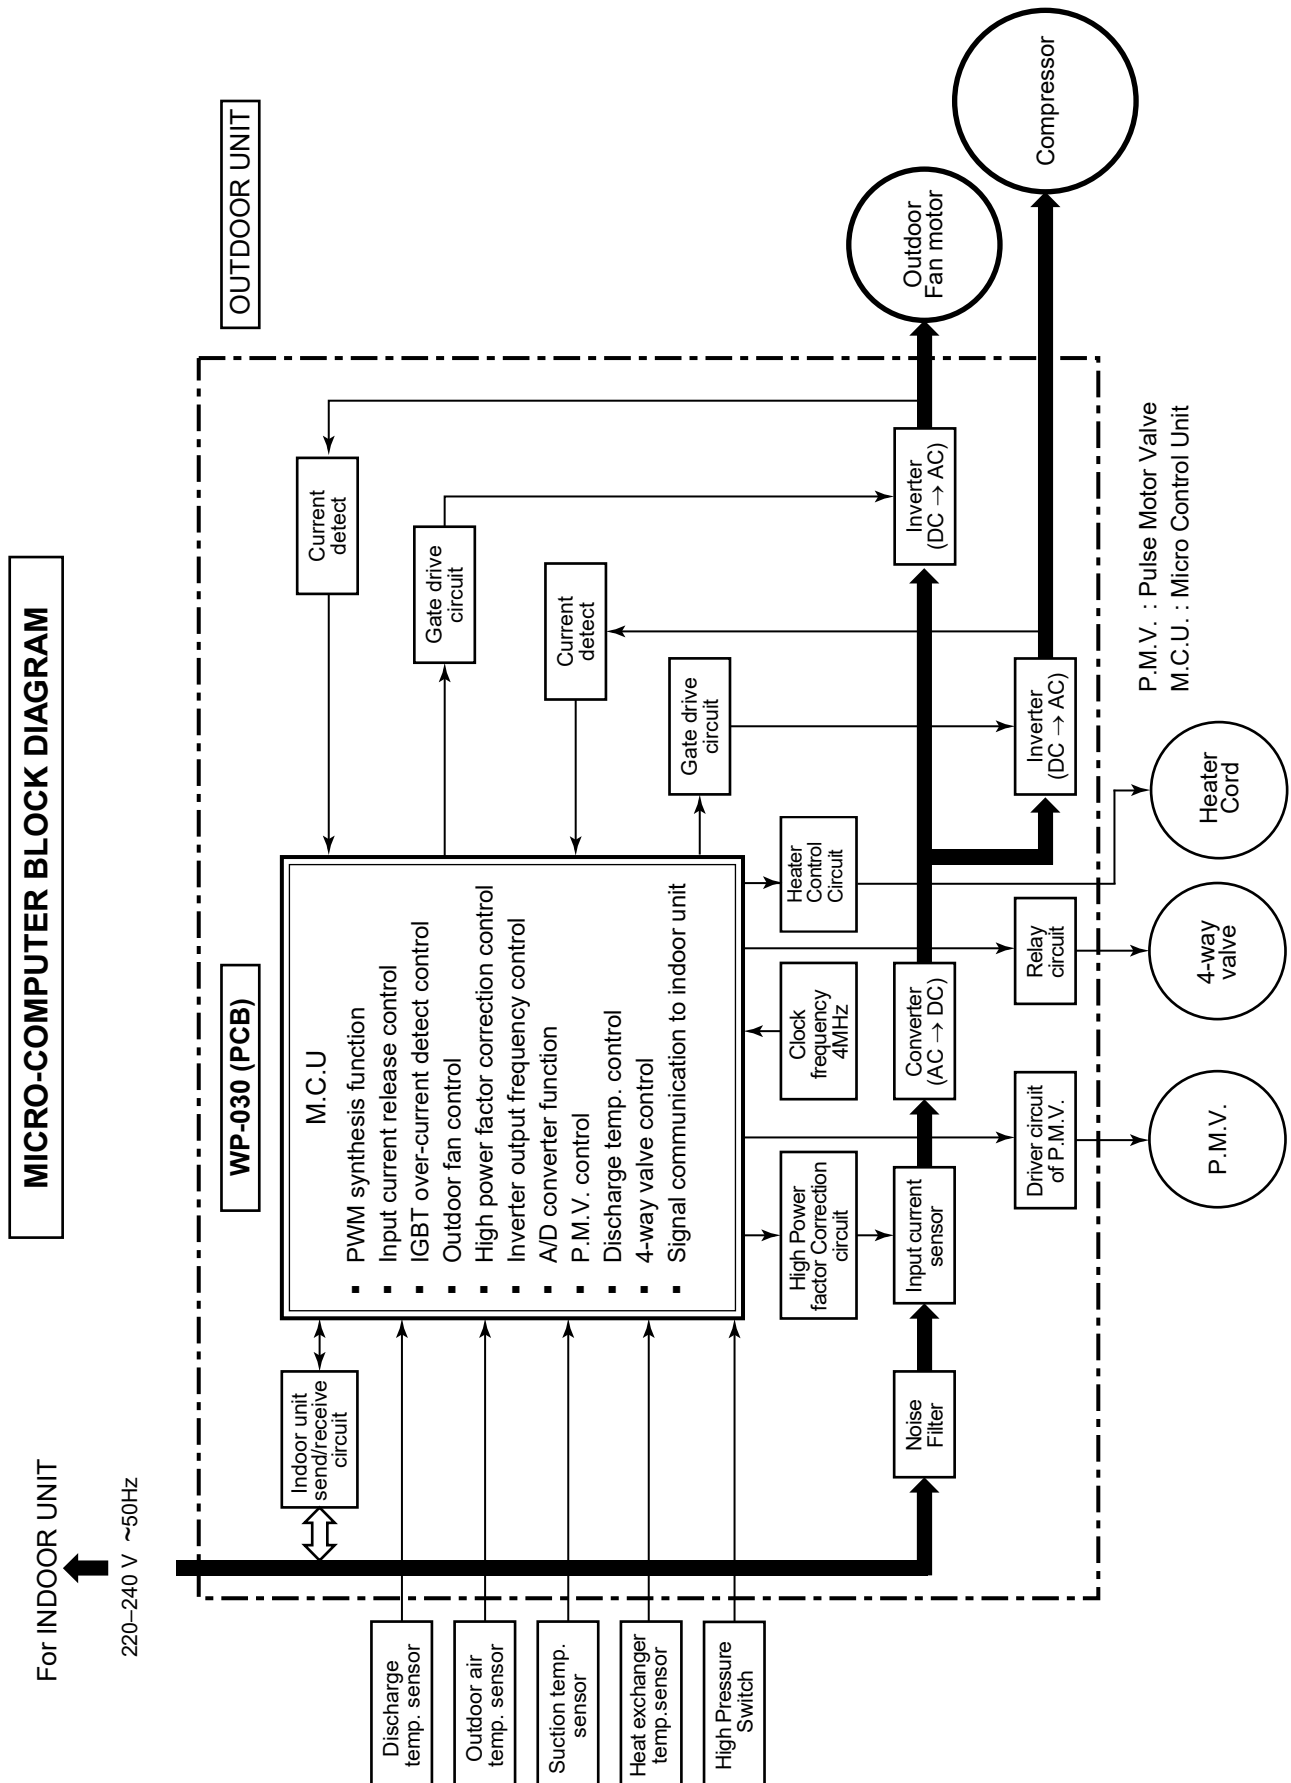 MICRO-COMPUTER BLOCK DIAGRAM
For INDOOR UNIT
220–240 V ~50Hz
WP-030 (PCB)
OUTDOOR UNIT
Indoor unit
send/receive
circuit
M.C.U
▪ PWM synthesis function
▪ Input current release control
▪ IGBT over-current detect control
▪ Outdoor fan control
▪ High power factor correction control
▪ Inverter output frequency control
▪ A/D converter function
▪ P.M.V. control
▪ Discharge temp. control
▪ 4-way valve control
▪ Signal communication to indoor unit
Discharge
temp. sensor
Outdoor air
temp. sensor
Suction temp.
sensor
Heat exchanger
temp.sensor
High Pressure
Switch
Current
detect
Gate drive
circuit
Current
detect
Gate drive
circuit
High Power
factor Correction
circuit
Clock
frequency
4MHz
Heater
Control
Circuit
Noise
Filter
Input current
sensor
Converter
(AC → DC)
Inverter
(DC → AC)
Outdoor
Fan motor
Driver circuit
of P.M.V.
Relay
circuit
Inverter
(DC → AC)
Compressor
P.M.V.
4-way
valve
Heater
Cord
P.M.V. : Pulse Motor Valve
M.C.U. : Micro Control Unit